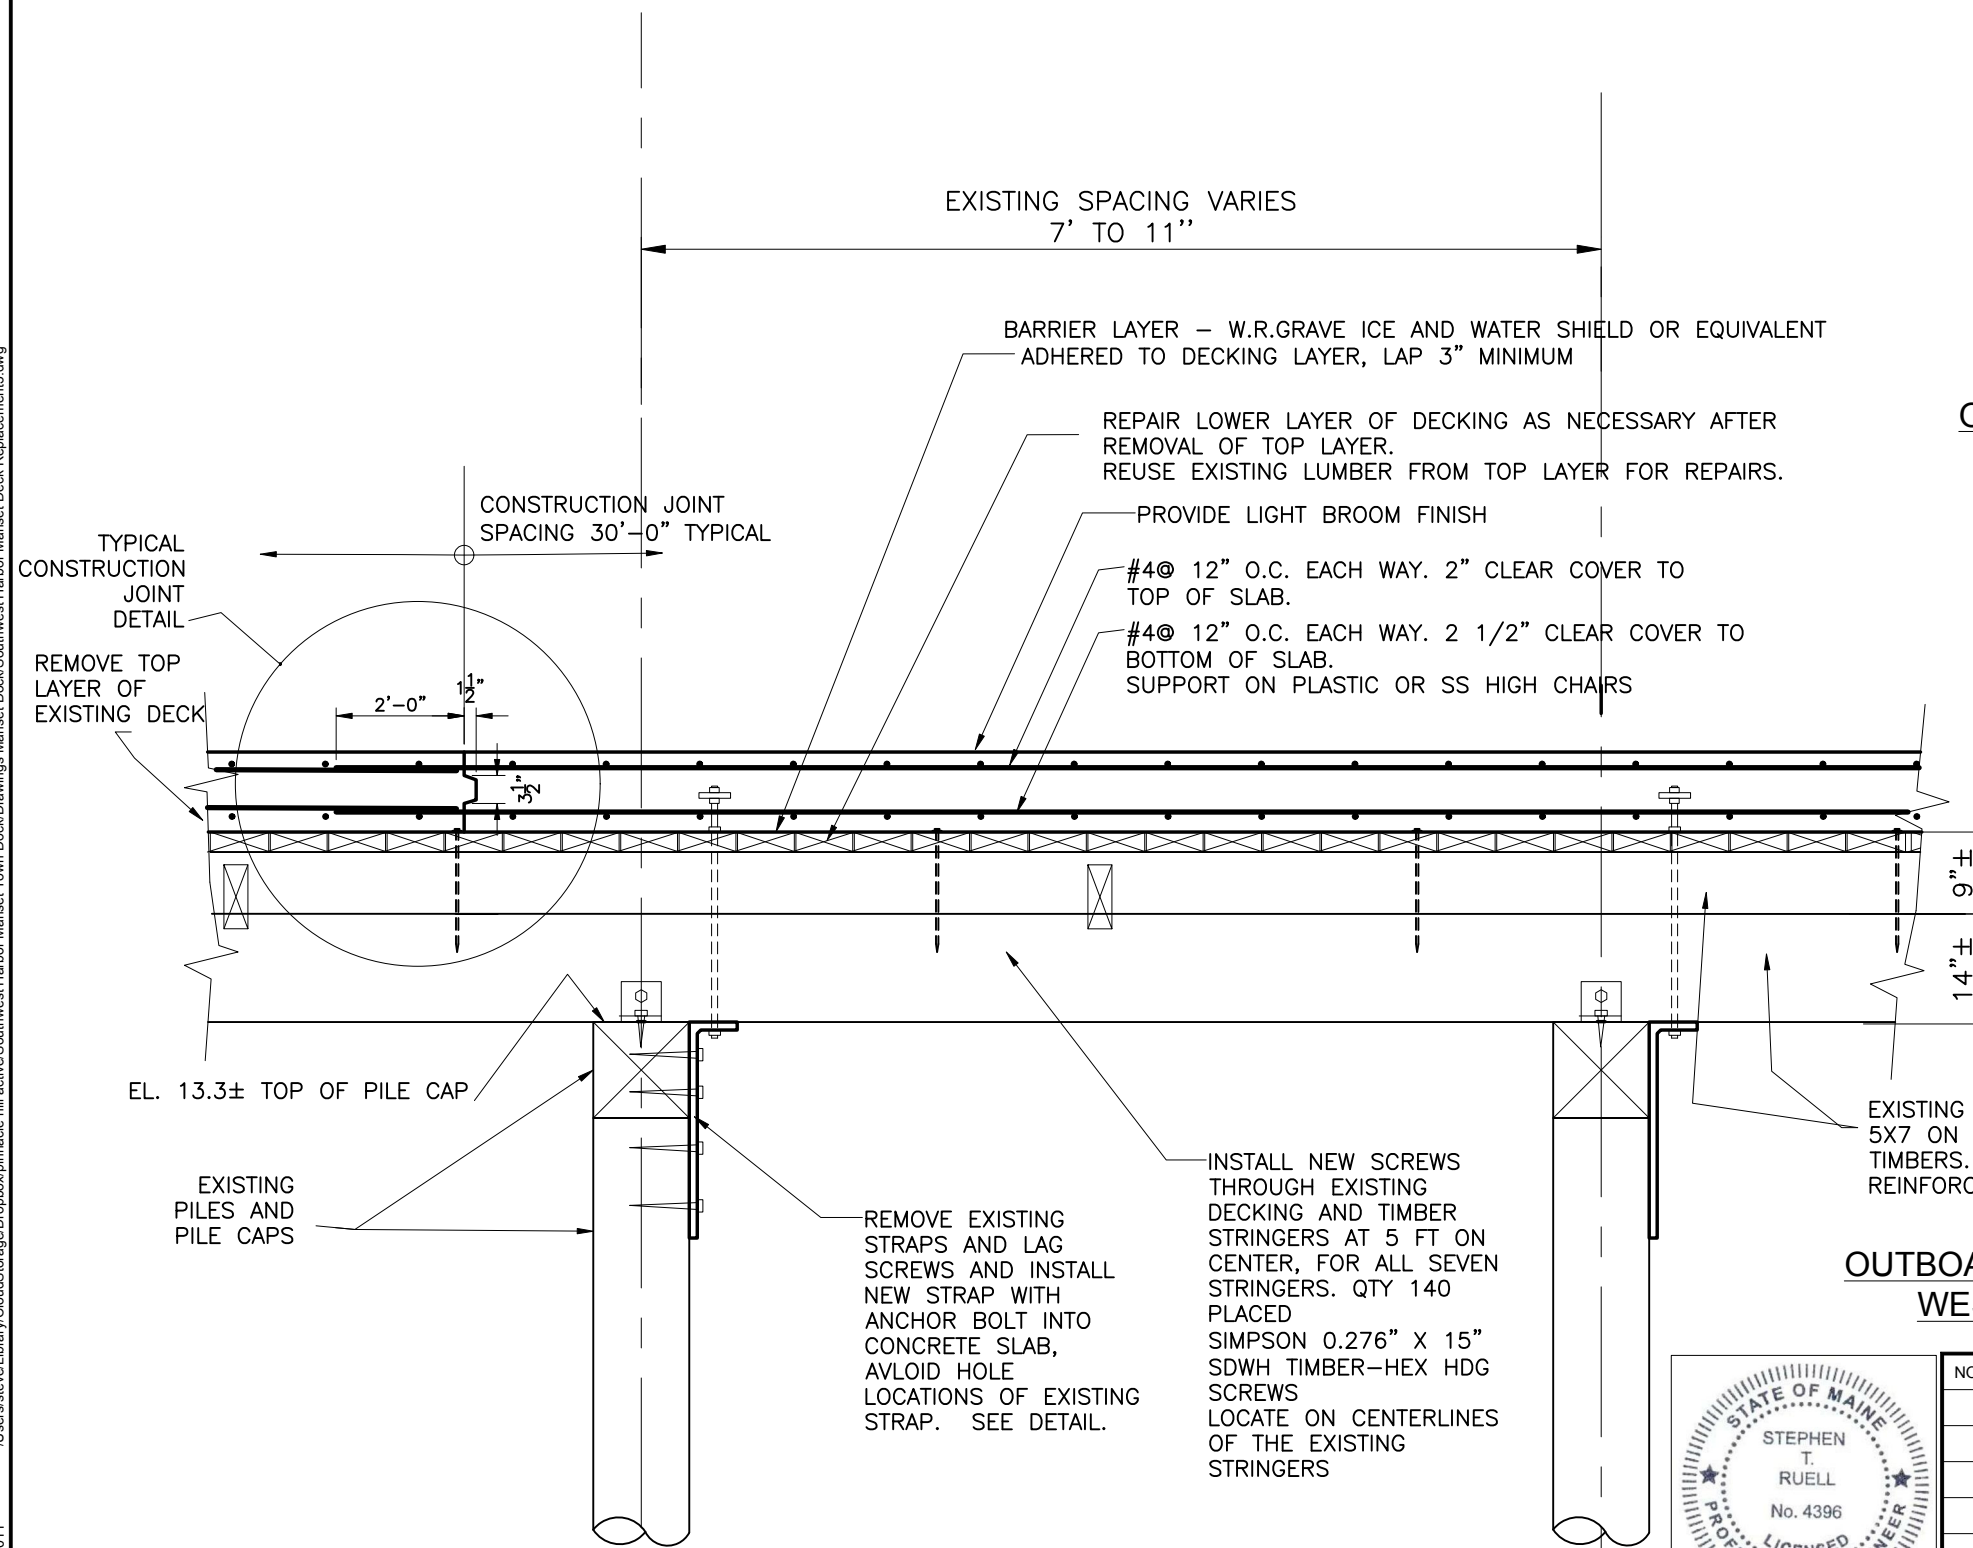 EXISTING SPACING VARIES
7' TO 11''
BARRIER LAYER – W.R.GRAVE ICE AND WATER SHIELD OR EQUIVALENT
ADHERED TO DECKING LAYER, LAP 3" MINIMUM
REPAIR LOWER LAYER OF DECKING AS NECESSARY AFTER
REMOVAL OF TOP LAYER.
REUSE EXISTING LUMBER FROM TOP LAYER FOR REPAIRS.
CONSTRUCTION JOINT
SPACING 30'–0" TYPICAL
PROVIDE LIGHT BROOM FINISH
TYPICAL
CONSTRUCTION
JOINT
DETAIL
#4@ 12" O.C. EACH WAY. 2" CLEAR COVER TO
TOP OF SLAB.
#4@ 12" O.C. EACH WAY. 2 1/2" CLEAR COVER TO
BOTTOM OF SLAB.
SUPPORT ON PLASTIC OR SS HIGH CHAIRS
REMOVE TOP
LAYER OF
EXISTING DECK
2'–0"
1 1/2"
3 1/2"
9"±
14"±
EL. 13.3± TOP OF PILE CAP
EXISTING
PILES AND
PILE CAPS
REMOVE EXISTING
STRAPS AND LAG
SCREWS AND INSTALL
NEW STRAP WITH
ANCHOR BOLT INTO
CONCRETE SLAB,
AVLOID HOLE
LOCATIONS OF EXISTING
STRAP. SEE DETAIL.
INSTALL NEW SCREWS
THROUGH EXISTING
DECKING AND TIMBER
STRINGERS AT 5 FT ON
CENTER, FOR ALL SEVEN
STRINGERS. QTY 140
PLACED
SIMPSON 0.276" X 15"
SDWH TIMBER–HEX HDG
SCREWS
LOCATE ON CENTERLINES
OF THE EXISTING
STRINGERS
EXISTING
5X7 ON
TIMBERS.
REINFORC
OUTBOA
WE
STATE OF MAINE
STEPHEN
T.
RUELL
No. 4396
LICENSED